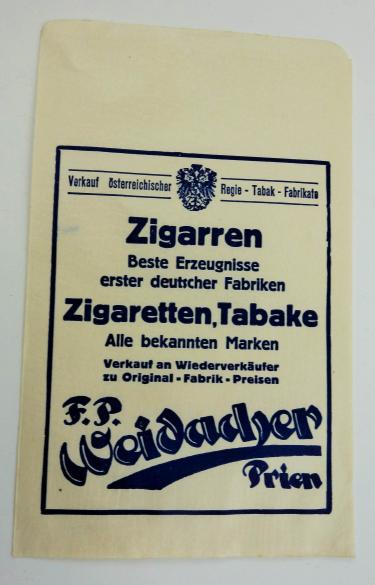 Verkauf österreichischer Regie - Tabak - Fabrikate
Zigarren
Beste Erzeugnisse
erster deutscher Fabriken
Zigaretten, Tabake
Alle bekannten Marken
Verkauf an Wiederverkäufer
zu Original - Fabrik - Preisen
F. P.
Weidacher
Prien